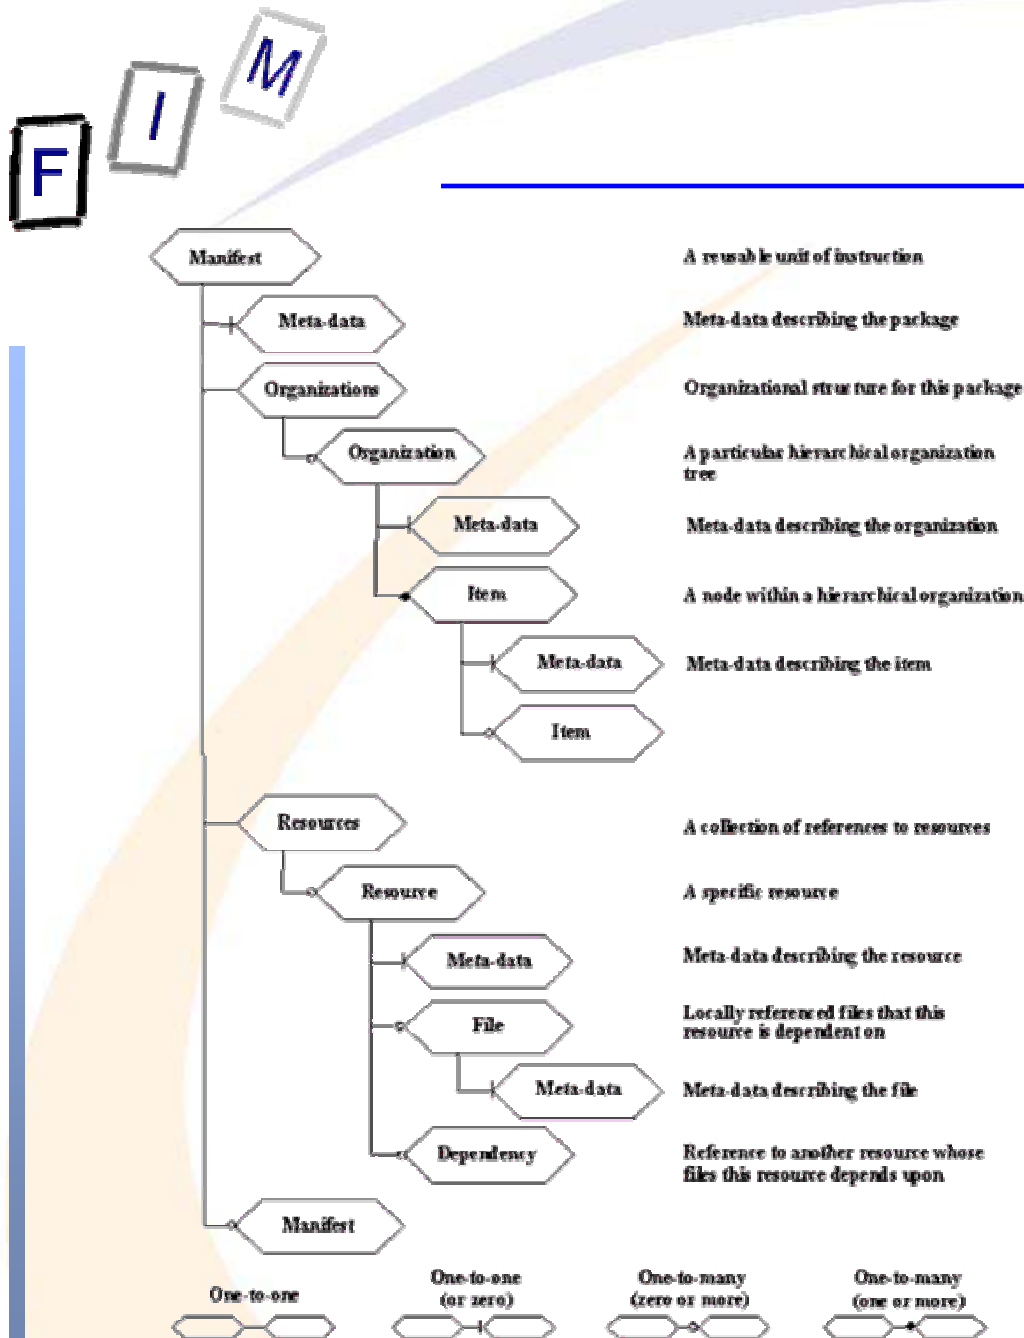 F I M
Manifest
A reusable unit of instruction
Meta-data
Meta-data describing the package
Organizations
Organizational structure for this package
Organization
A particular hierarchical organization
tree
Meta-data
Meta-data describing the organization
Item
A node within a hierarchical organization
Meta-data
Meta-data describing the item
Item
Resources
A collection of references to resources
Resource
A specific resource
Meta-data
Meta-data describing the resource
File
Locally referenced files that this
resource is dependent on
Meta-data
Meta-data describing the file
Dependency
Reference to another resource whose
files this resource depends upon
Manifest
One-to-one
One-to-one
(or zero)
One-to-many
(zero or more)
One-to-many
(one or more)